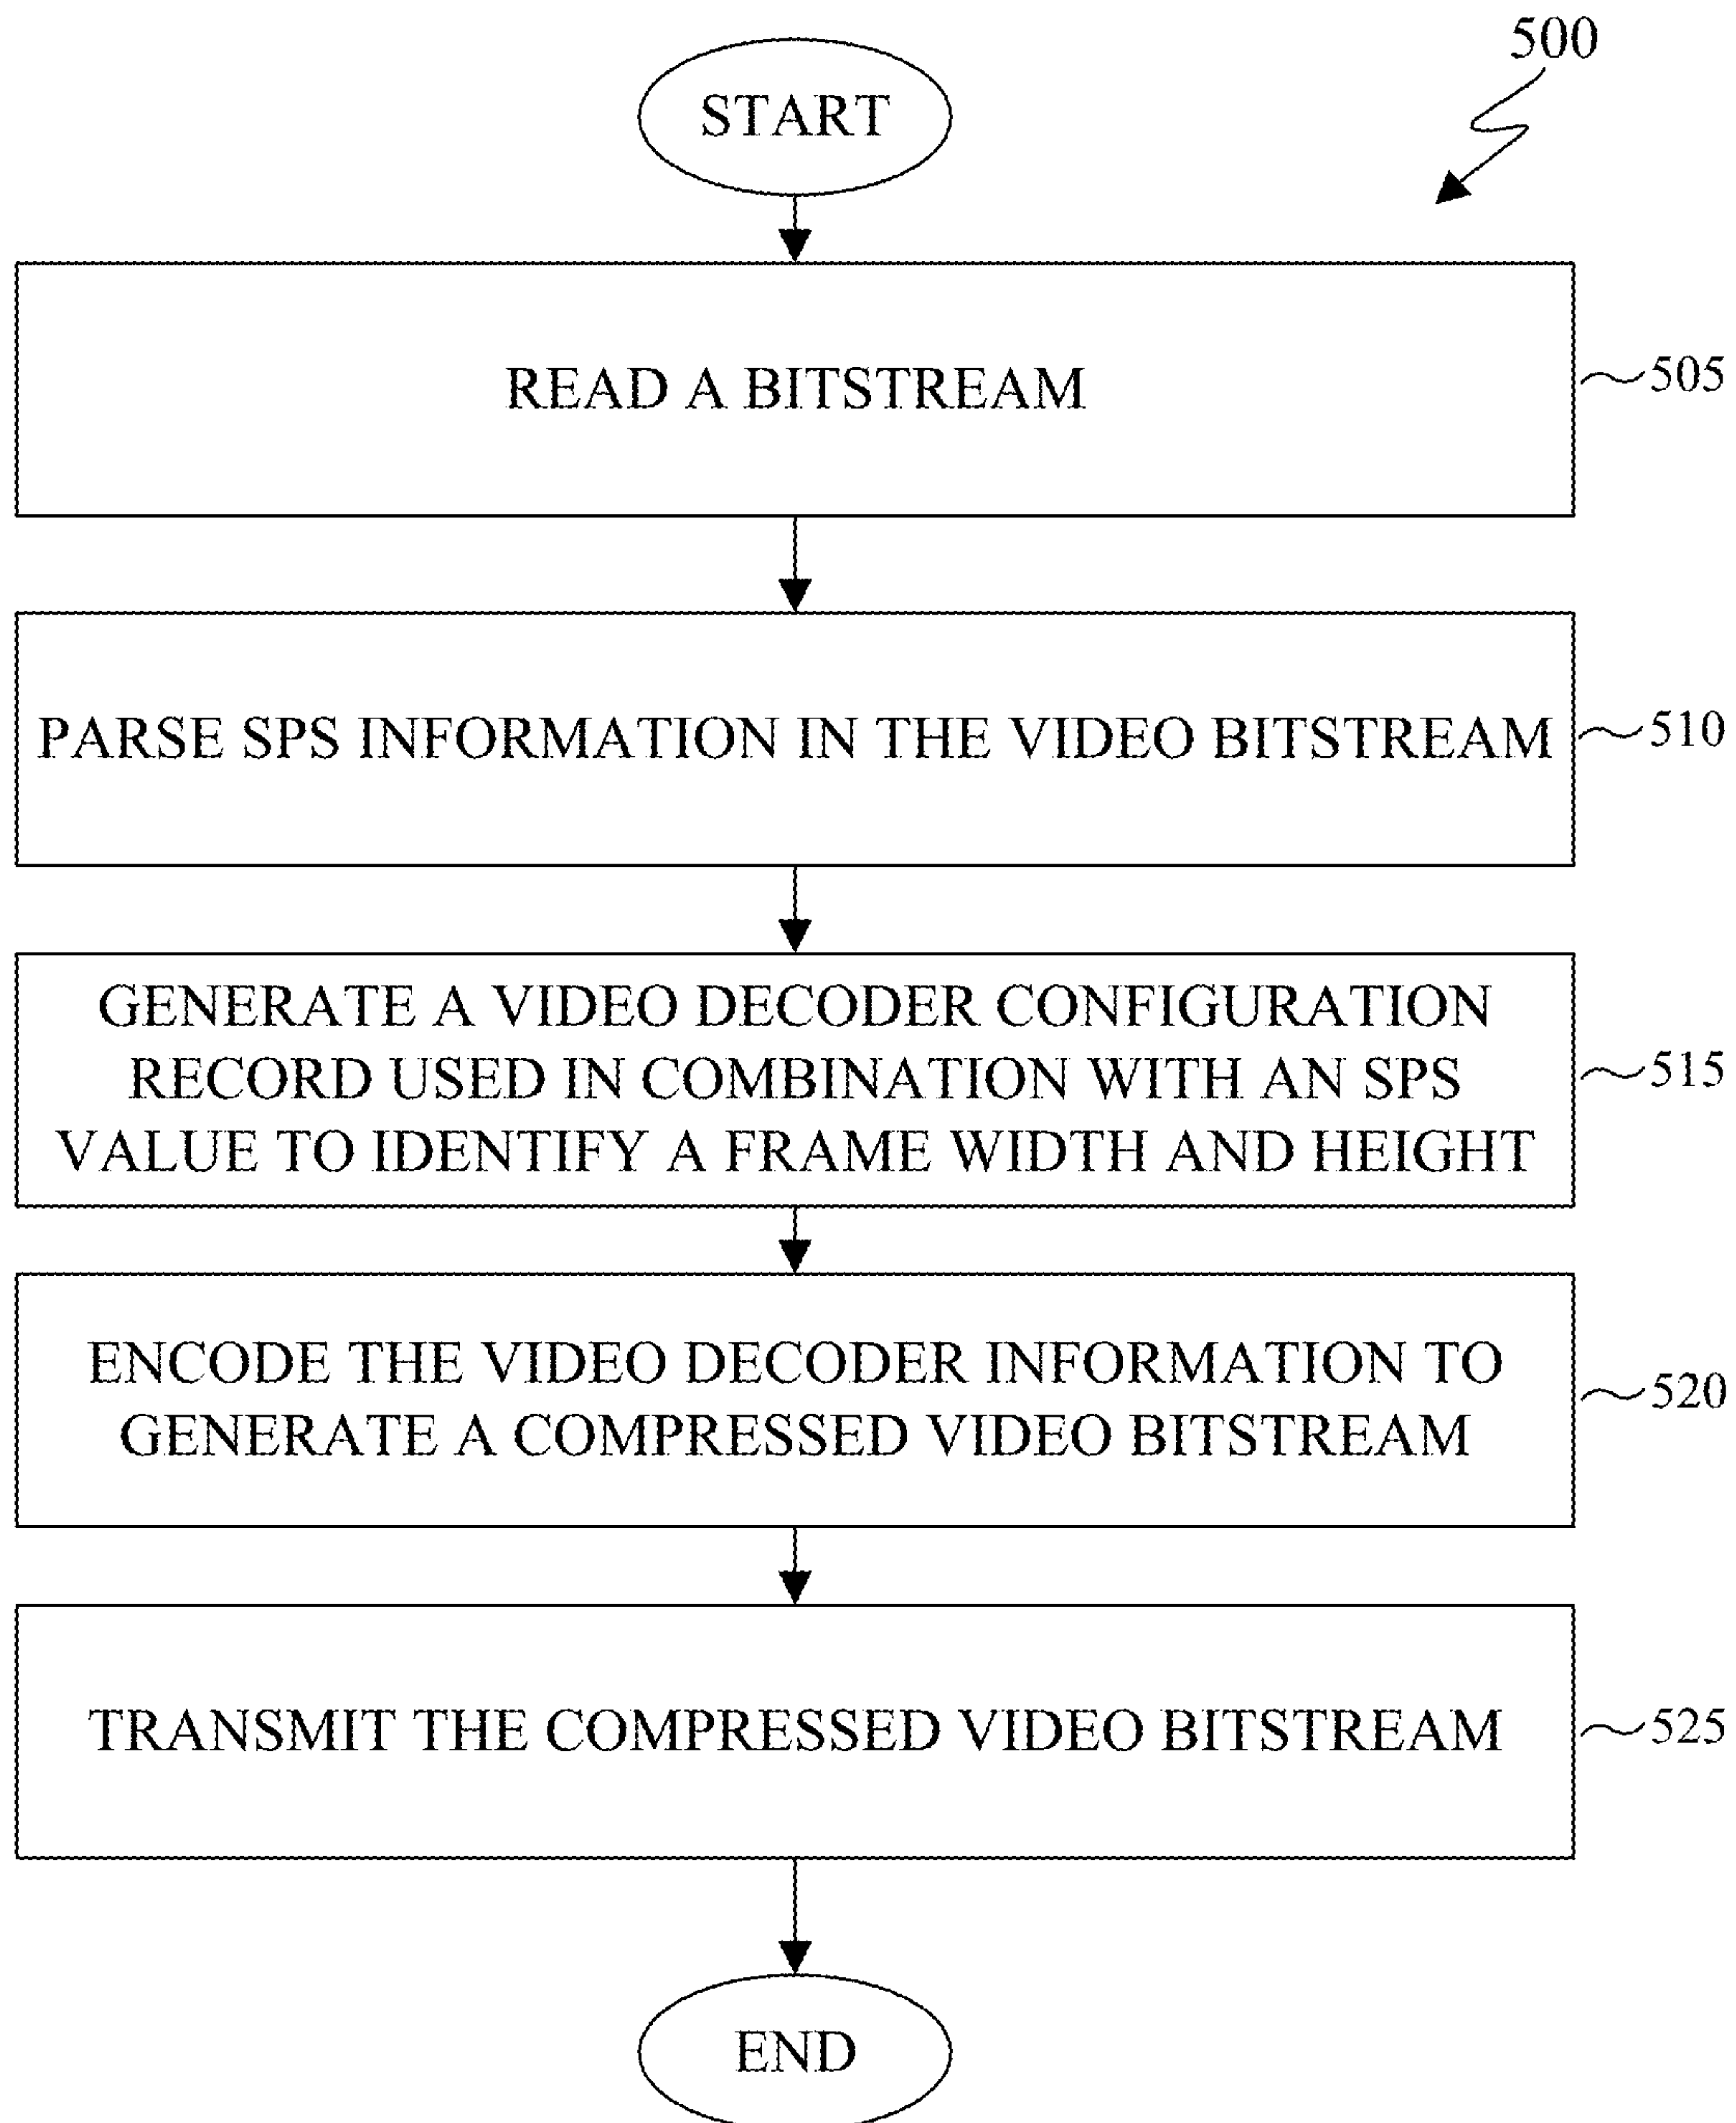 500
START
READ A BITSTREAM
505
PARSE SPS INFORMATION IN THE VIDEO BITSTREAM
510
GENERATE A VIDEO DECODER CONFIGURATION
RECORD USED IN COMBINATION WITH AN SPS
VALUE TO IDENTIFY A FRAME WIDTH AND HEIGHT
515
ENCODE THE VIDEO DECODER INFORMATION TO
GENERATE A COMPRESSED VIDEO BITSTREAM
520
TRANSMIT THE COMPRESSED VIDEO BITSTREAM
525
END